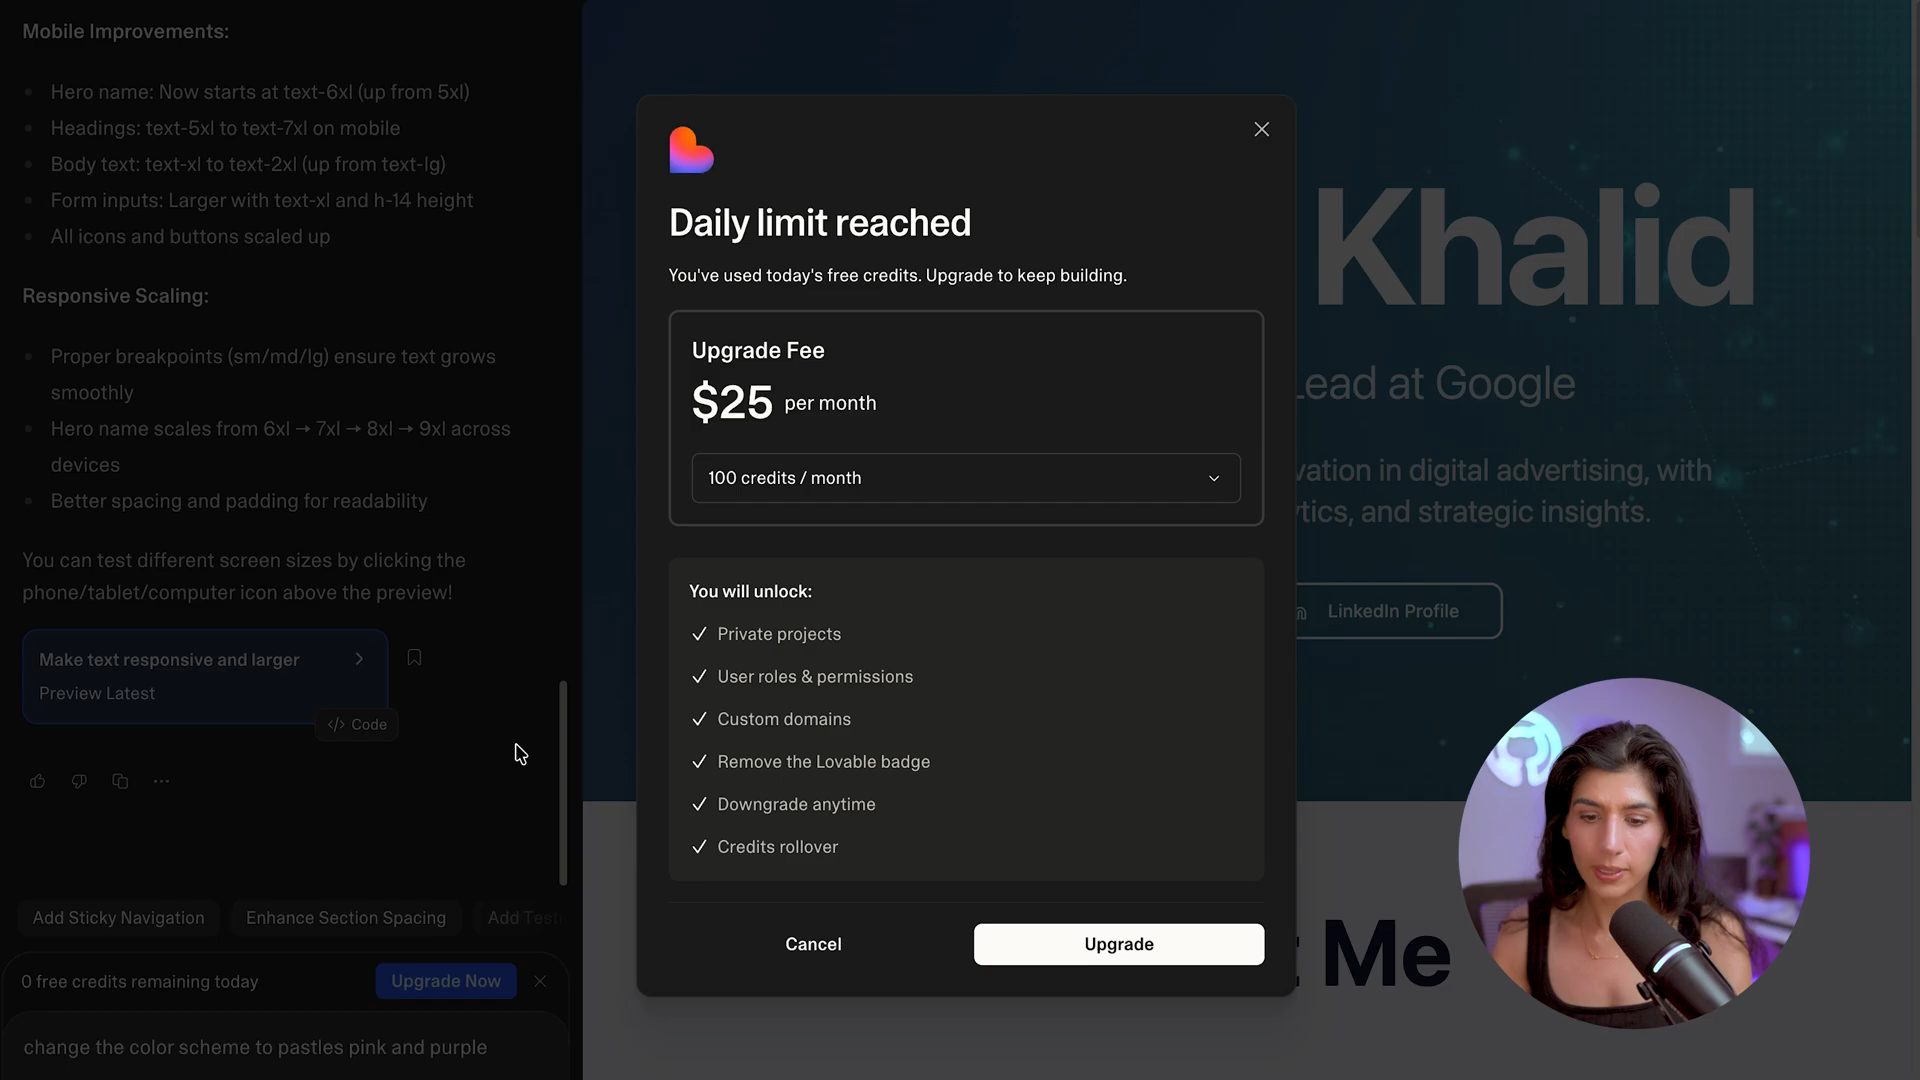 Mobile Improvements:
Hero name: Now starts at text-6xl (up from 5xl)
Headings: text-5xl to text-7xl on mobile
Body text: text-xl to text-2xl (up from text-lg)
Form inputs: Larger with text-xl and h-14 height
All icons and buttons scaled up
Responsive Scaling:
Proper breakpoints (sm/md/lg) ensure text grows
smoothly
Hero name scales from 6xl → 7xl → 8xl → 9xl across
devices
Better spacing and padding for readability
You can test different screen sizes by clicking the
phone/tablet/computer icon above the preview!
Make text responsive and larger
Preview Latest
Code
Add Sticky Navigation
Enhance Section Spacing
Add Test
0 free credits remaining today
Upgrade Now
change the color scheme to pastles pink and purple
Daily limit reached
You've used today's free credits. Upgrade to keep building.
Upgrade Fee
$25 per month
100 credits / month
You will unlock:
Private projects
User roles & permissions
Custom domains
Remove the Lovable badge
Downgrade anytime
Credits rollover
Cancel
Upgrade
Khalid
Lead at Google
vation in digital advertising, with
ytics, and strategic insights.
LinkedIn Profile
Me